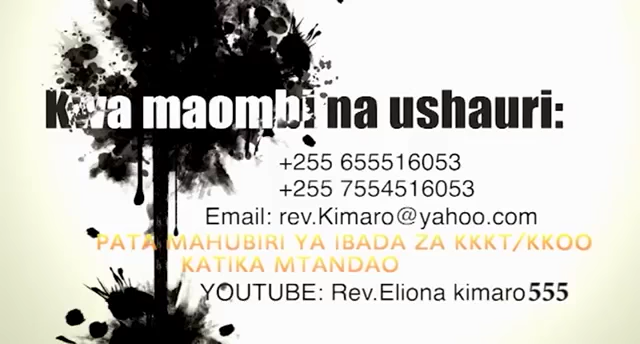 Kwa maombi na ushauri:
+255 655516053
+255 7554516053
Email: rev.Kimaro@yahoo.com
PATA MAHUBIRI YA IBADA ZA KKKT/KKOO
KATIKA MTANDAO
YOUTUBE: Rev.Eliona kimaro555